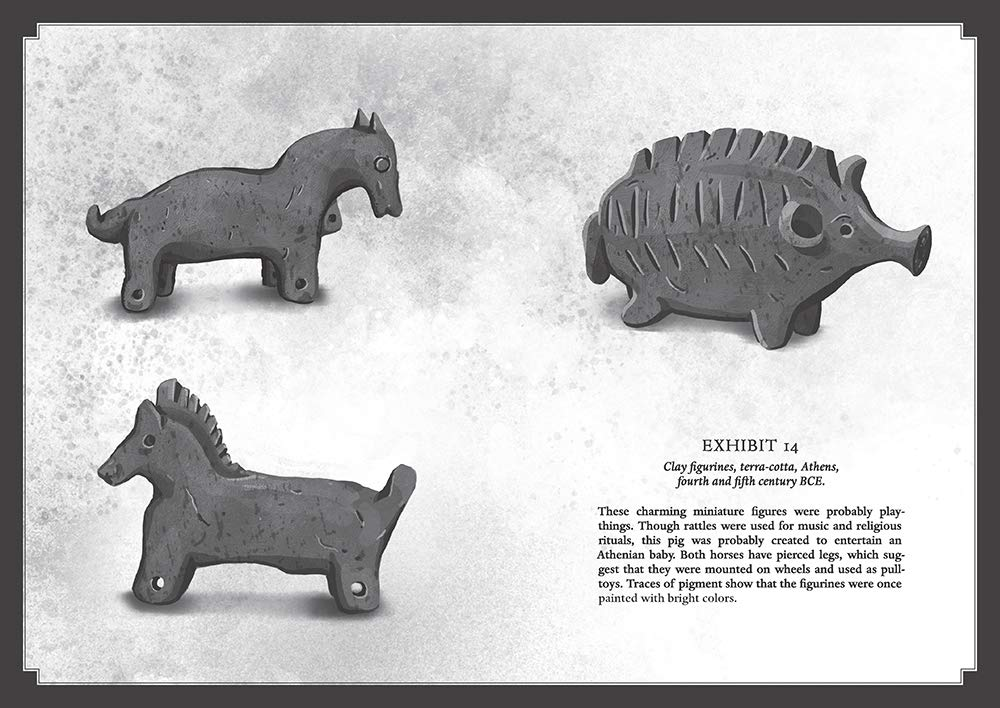 EXHIBIT 14
Clay figurines, terra-cotta, Athens,
fourth and fifth century BCE.
These charming miniature figures were probably play-
things. Though rattles were used for music and religious
rituals, this pig was probably created to entertain an
Athenian baby. Both horses have pierced legs, which sug-
gest that they were mounted on wheels and used as pull-
toys. Traces of pigment show that the figurines were once
painted with bright colors.